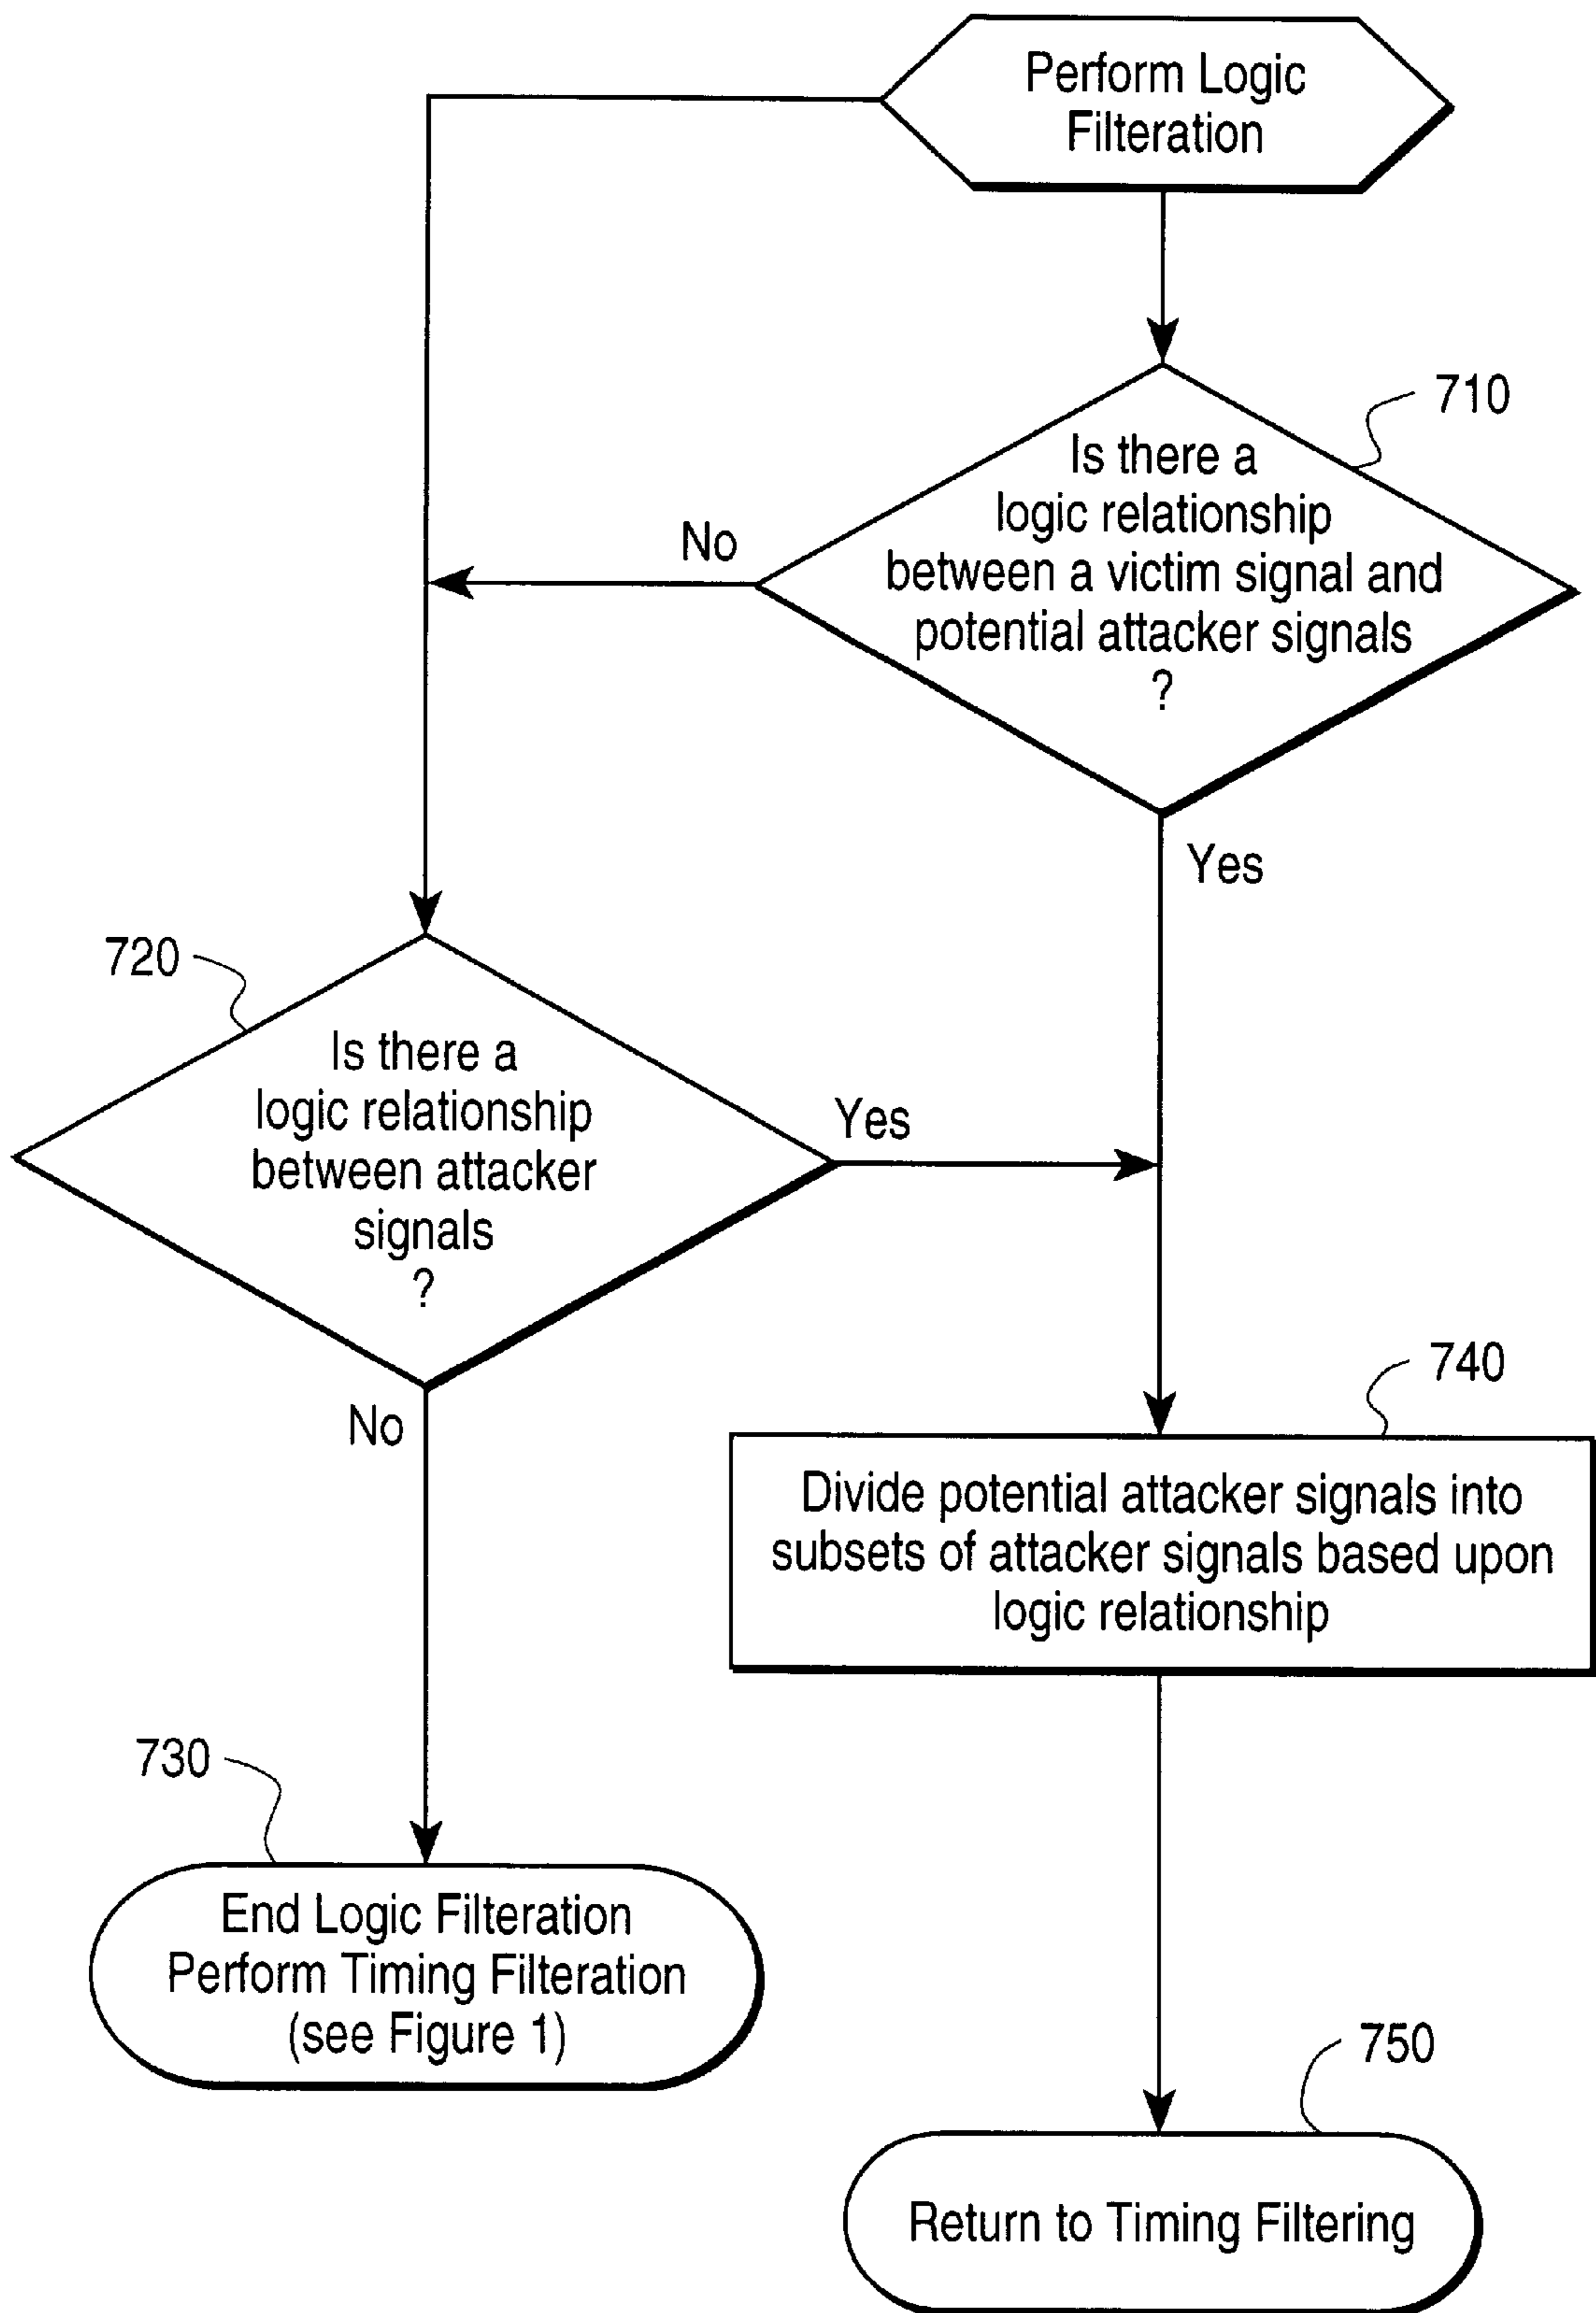 Perform Logic
Filteration
710
Is there a
logic relationship
between a victim signal and
potential attacker signals
?
No
Yes
720
Is there a
logic relationship
between attacker
signals
?
Yes
No
740
Divide potential attacker signals into
subsets of attacker signals based upon
logic relationship
730
End Logic Filteration
Perform Timing Filteration
(see Figure 1)
750
Return to Timing Filtering